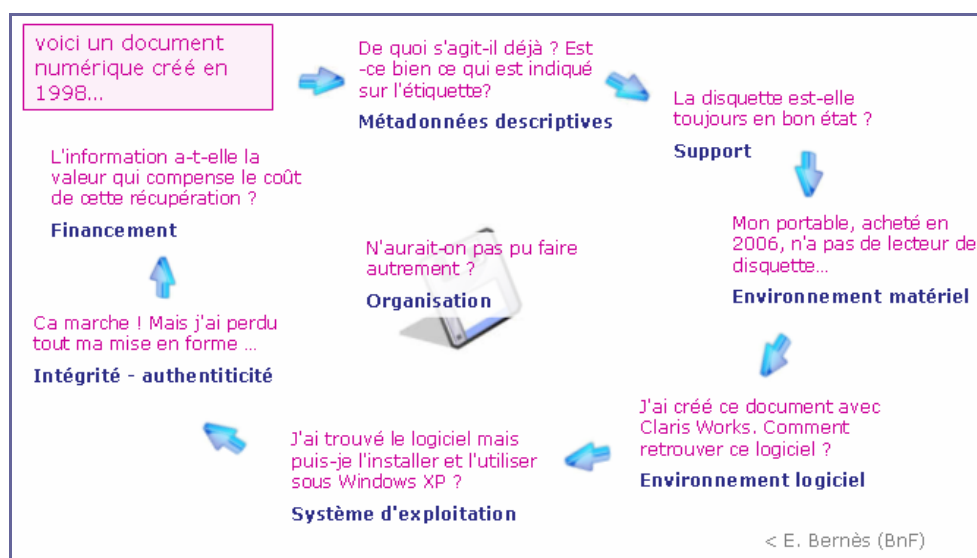 voici un document
numérique créé en
1998...
De quoi s'agit-il déjà ? Est
-ce bien ce qui est indiqué
sur l'étiquette?
Métadonnées descriptives
La disquette est-elle
toujours en bon état ?
Support
Mon portable, acheté en
2006, n'a pas de lecteur de
disquette...
Environnement matériel
J'ai créé ce document avec
Claris Works. Comment
retrouver ce logiciel ?
Environnement logiciel
J'ai trouvé le logiciel mais
puis-je l'installer et l'utiliser
sous Windows XP ?
Système d'exploitation
Ca marche ! Mais j'ai perdu
tout ma mise en forme ...
Intégrité - authentiticité
L'information a-t-elle la
valeur qui compense le coût
de cette récupération ?
Financement
N'aurait-on pas pu faire
autrement ?
Organisation
< E. Bernès (BnF)